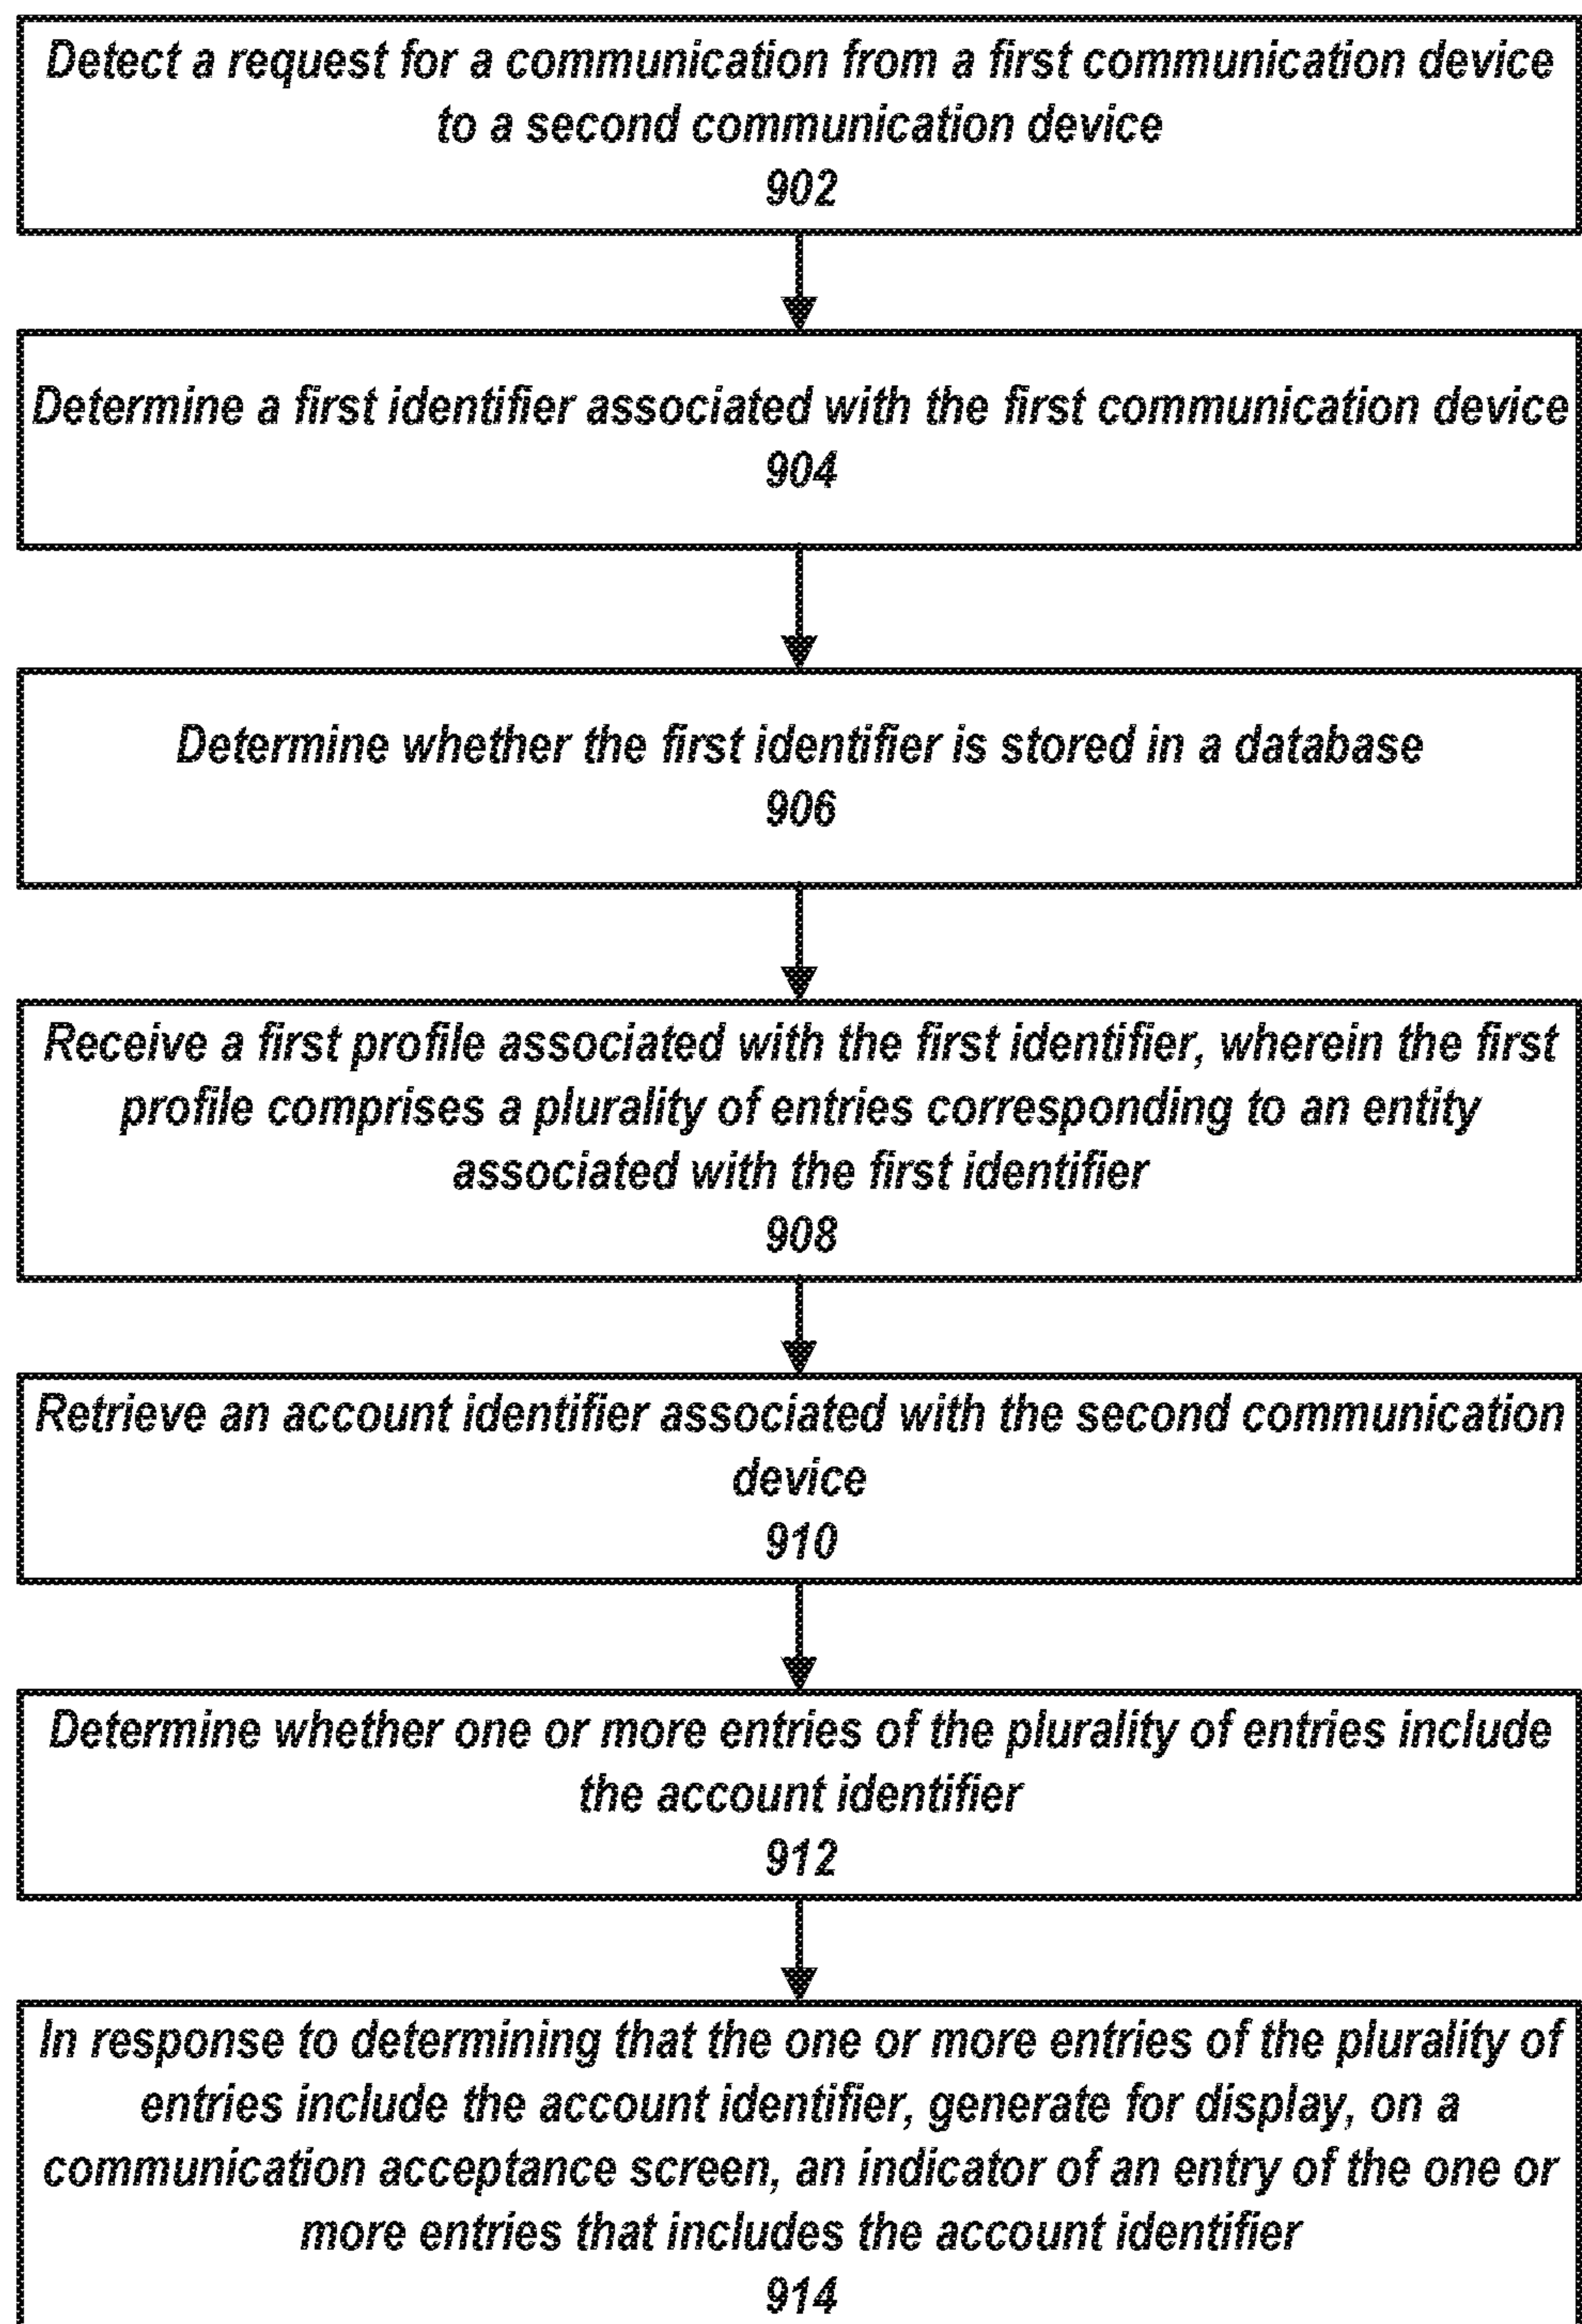 Detect a request for a communication from a first communication device
to a second communication device
902
Determine a first identifier associated with the first communication device
904
Determine whether the first identifier is stored in a database
906
Receive a first profile associated with the first identifier, wherein the first
profile comprises a plurality of entries corresponding to an entity
associated with the first identifier
908
Retrieve an account identifier associated with the second communication
device
910
Determine whether one or more entries of the plurality of entries include
the account identifier
912
In response to determining that the one or more entries of the plurality of
entries include the account identifier, generate for display, on a
communication acceptance screen, an indicator of an entry of the one or
more entries that includes the account identifier
914